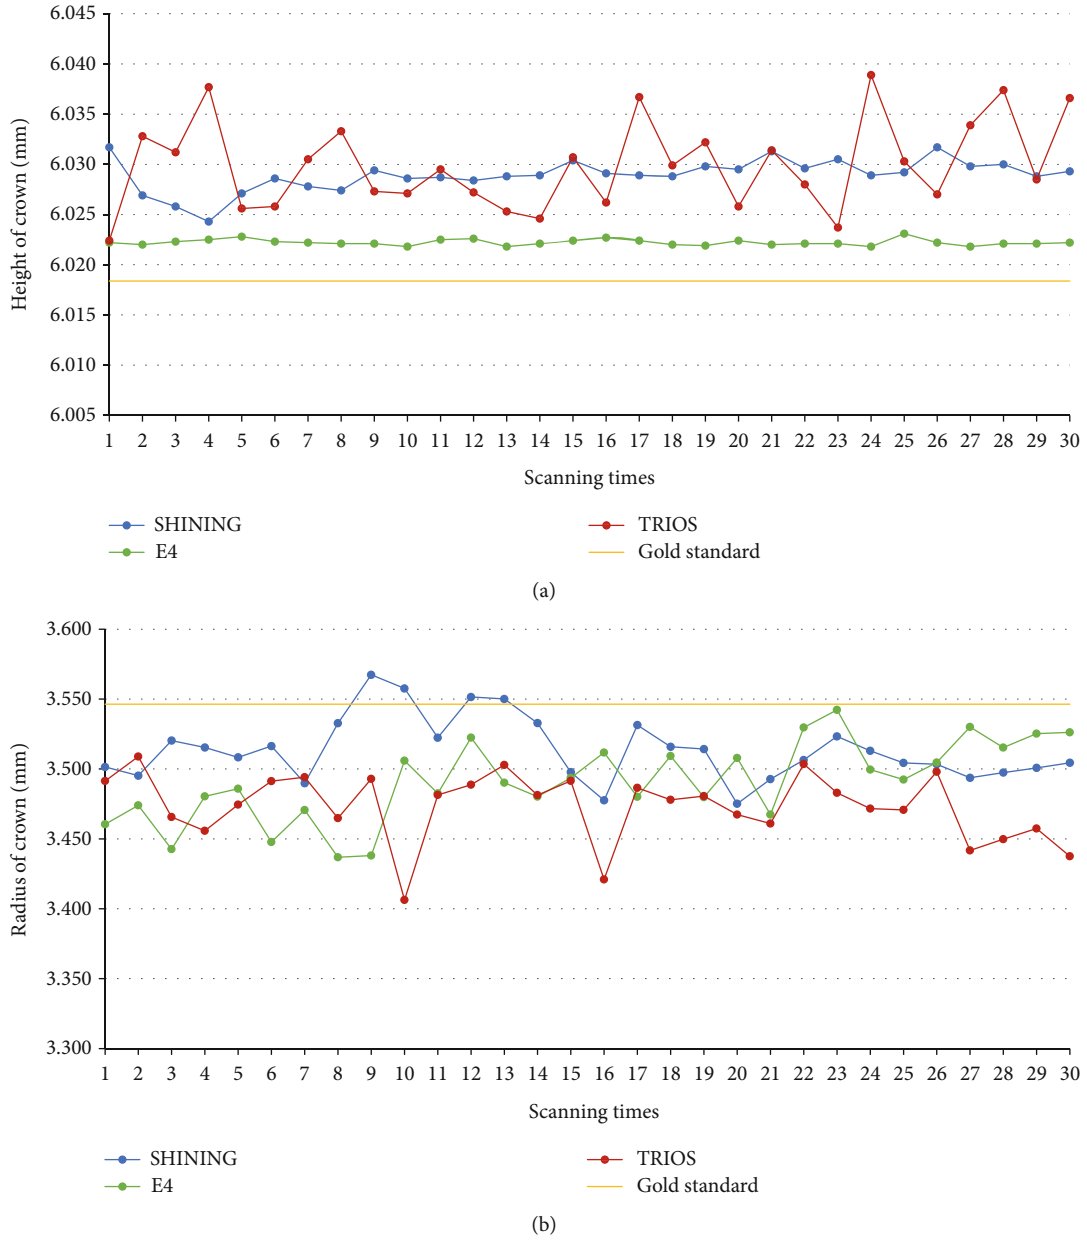 6.045
6.040
6.035
6.030
6.025
6.020
6.015
6.010
6.005
Height of crown (mm)
1 2 3 4 5 6 7 8 9 10 11 12 13 14 15 16 17 18 19 20 21 22 23 24 25 26 27 28 29 30
Scanning times
SHINING TRIOS
E4 Gold standard
(a)
3.600
3.550
3.500
3.450
3.400
3.350
3.300
Radius of crown (mm)
1 2 3 4 5 6 7 8 9 10 11 12 13 14 15 16 17 18 19 20 21 22 23 24 25 26 27 28 29 30
Scanning times
SHINING TRIOS
E4 Gold standard
(b)